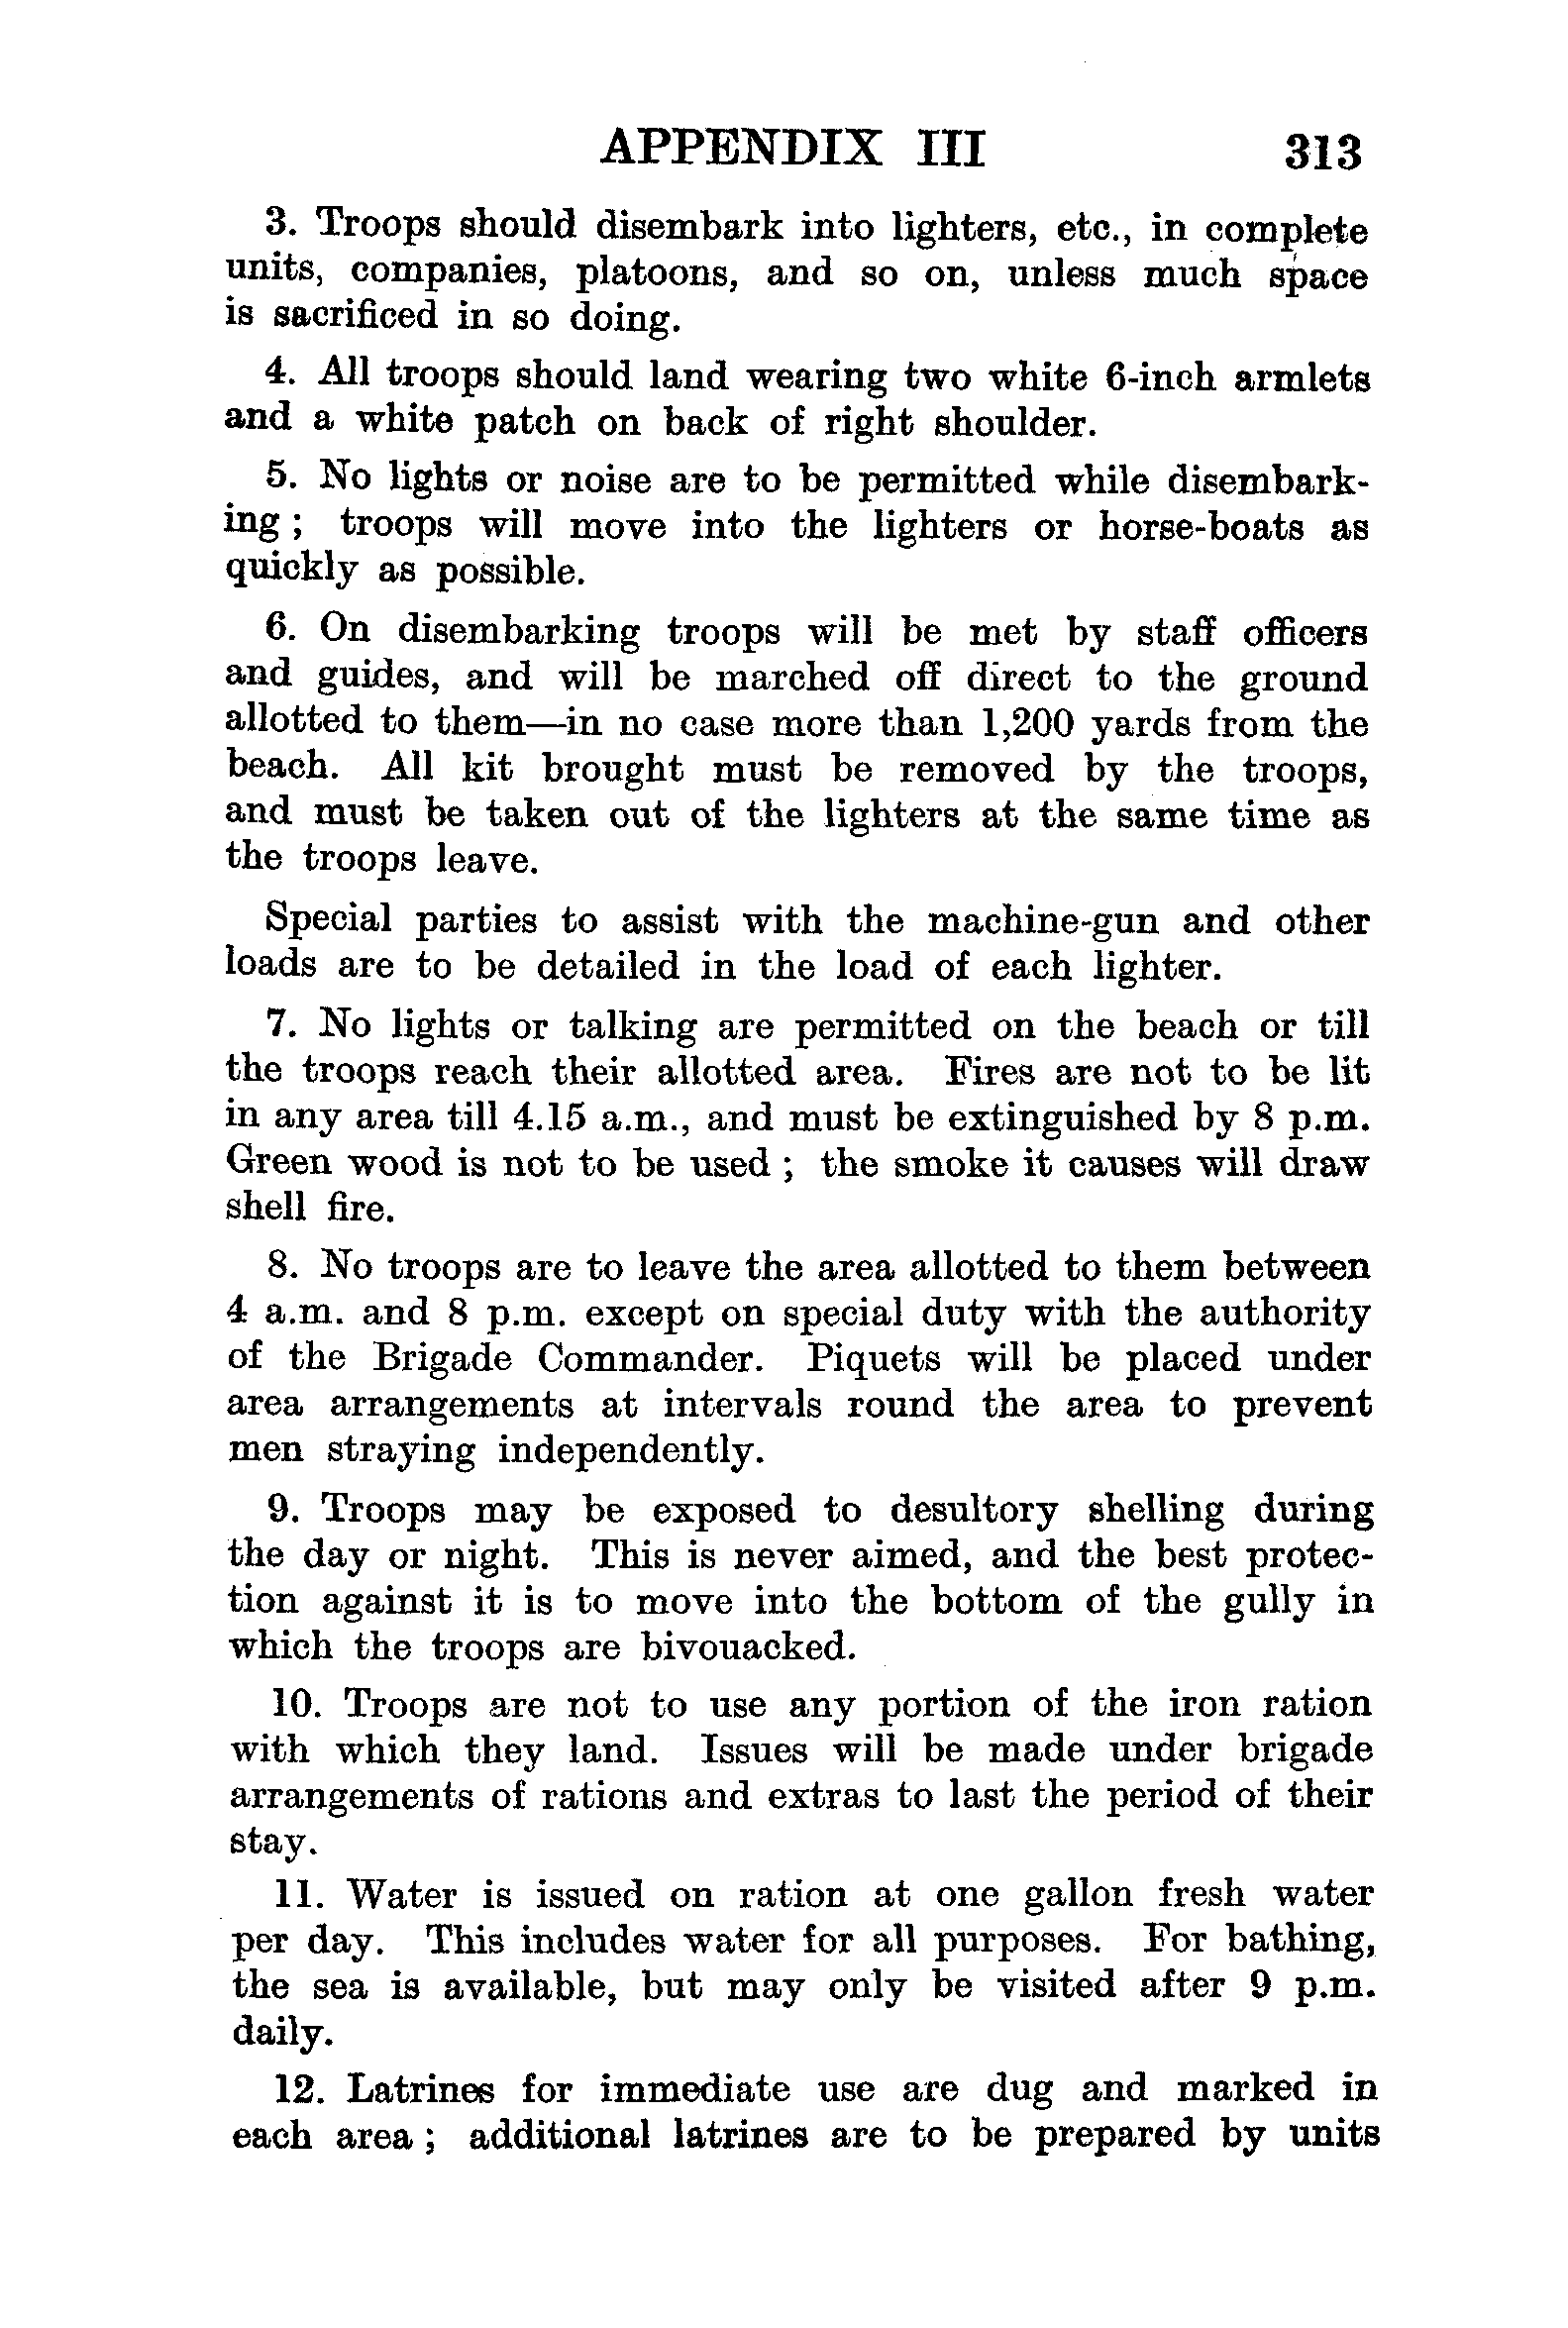 APPENDIX III 313
3. Troops should disembark into lighters, etc., in complete
units, companies, platoons, and so on, unless much space
is sacrificed in so doing.
4. All troops should land wearing two white 6-inch armlets
and a white patch on back of right shoulder.
5. No lights or noise are to be permitted while disembark-
ing ; troops will move into the lighters or horse-boats as
quickly as possible.
6. On disembarking troops will be met by staff officers
and guides, and will be marched off direct to the ground
allotted to them—in no case more than 1,200 yards from the
beach. All kit brought must be removed by the troops,
and must be taken out of the lighters at the same time as
the troops leave.
Special parties to assist with the machine-gun and other
loads are to be detailed in the load of each lighter.
7. No lights or talking are permitted on the beach or till
the troops reach their allotted area. Fires are not to be lit
in any area till 4.15 a.m., and must be extinguished by 8 p.m.
Green wood is not to be used ; the smoke it causes will draw
shell fire.
8. No troops are to leave the area allotted to them between
4 a.m. and 8 p.m. except on special duty with the authority
of the Brigade Commander. Piquets will be placed under
area arrangements at intervals round the area to prevent
men straying independently.
9. Troops may be exposed to desultory shelling during
the day or night. This is never aimed, and the best protec-
tion against it is to move into the bottom of the gully in
which the troops are bivouacked.
10. Troops are not to use any portion of the iron ration
with which they land. Issues will be made under brigade
arrangements of rations and extras to last the period of their
stay.
11. Water is issued on ration at one gallon fresh water
per day. This includes water for all purposes. For bathing,
the sea is available, but may only be visited after 9 p.m.
daily.
12. Latrines for immediate use are dug and marked in
each area ; additional latrines are to be prepared by units